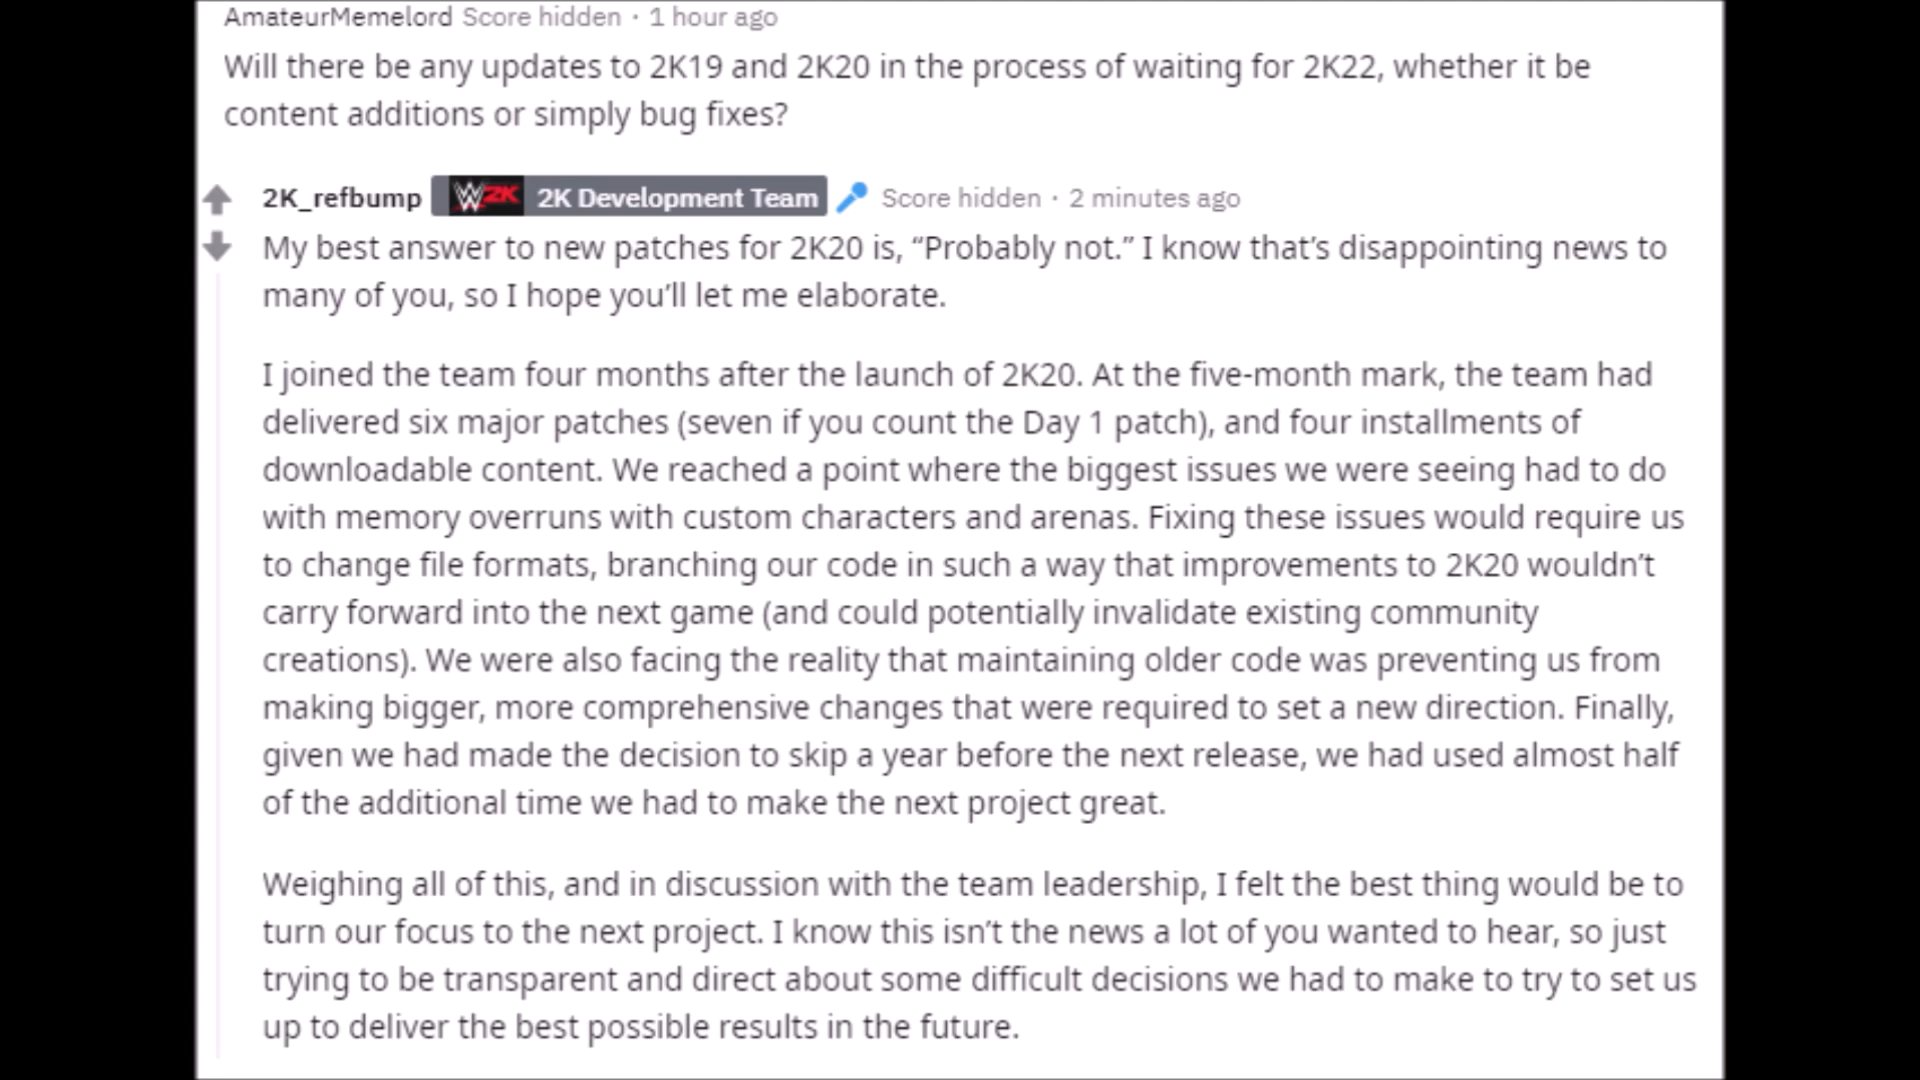 AmateurMemelord Score hidden · 1 hour ago
Will there be any updates to 2K19 and 2K20 in the process of waiting for 2K22, whether it be
content additions or simply bug fixes?
2K_refbump W2K 2K Development Team Score hidden · 2 minutes ago
My best answer to new patches for 2K20 is, “Probably not.” I know that’s disappointing news to
many of you, so I hope you’ll let me elaborate.
I joined the team four months after the launch of 2K20. At the five-month mark, the team had
delivered six major patches (seven if you count the Day 1 patch), and four installments of
downloadable content. We reached a point where the biggest issues we were seeing had to do
with memory overruns with custom characters and arenas. Fixing these issues would require us
to change file formats, branching our code in such a way that improvements to 2K20 wouldn’t
carry forward into the next game (and could potentially invalidate existing community
creations). We were also facing the reality that maintaining older code was preventing us from
making bigger, more comprehensive changes that were required to set a new direction. Finally,
given we had made the decision to skip a year before the next release, we had used almost half
of the additional time we had to make the next project great.
Weighing all of this, and in discussion with the team leadership, I felt the best thing would be to
turn our focus to the next project. I know this isn’t the news a lot of you wanted to hear, so just
trying to be transparent and direct about some difficult decisions we had to make to try to set us
up to deliver the best possible results in the future.